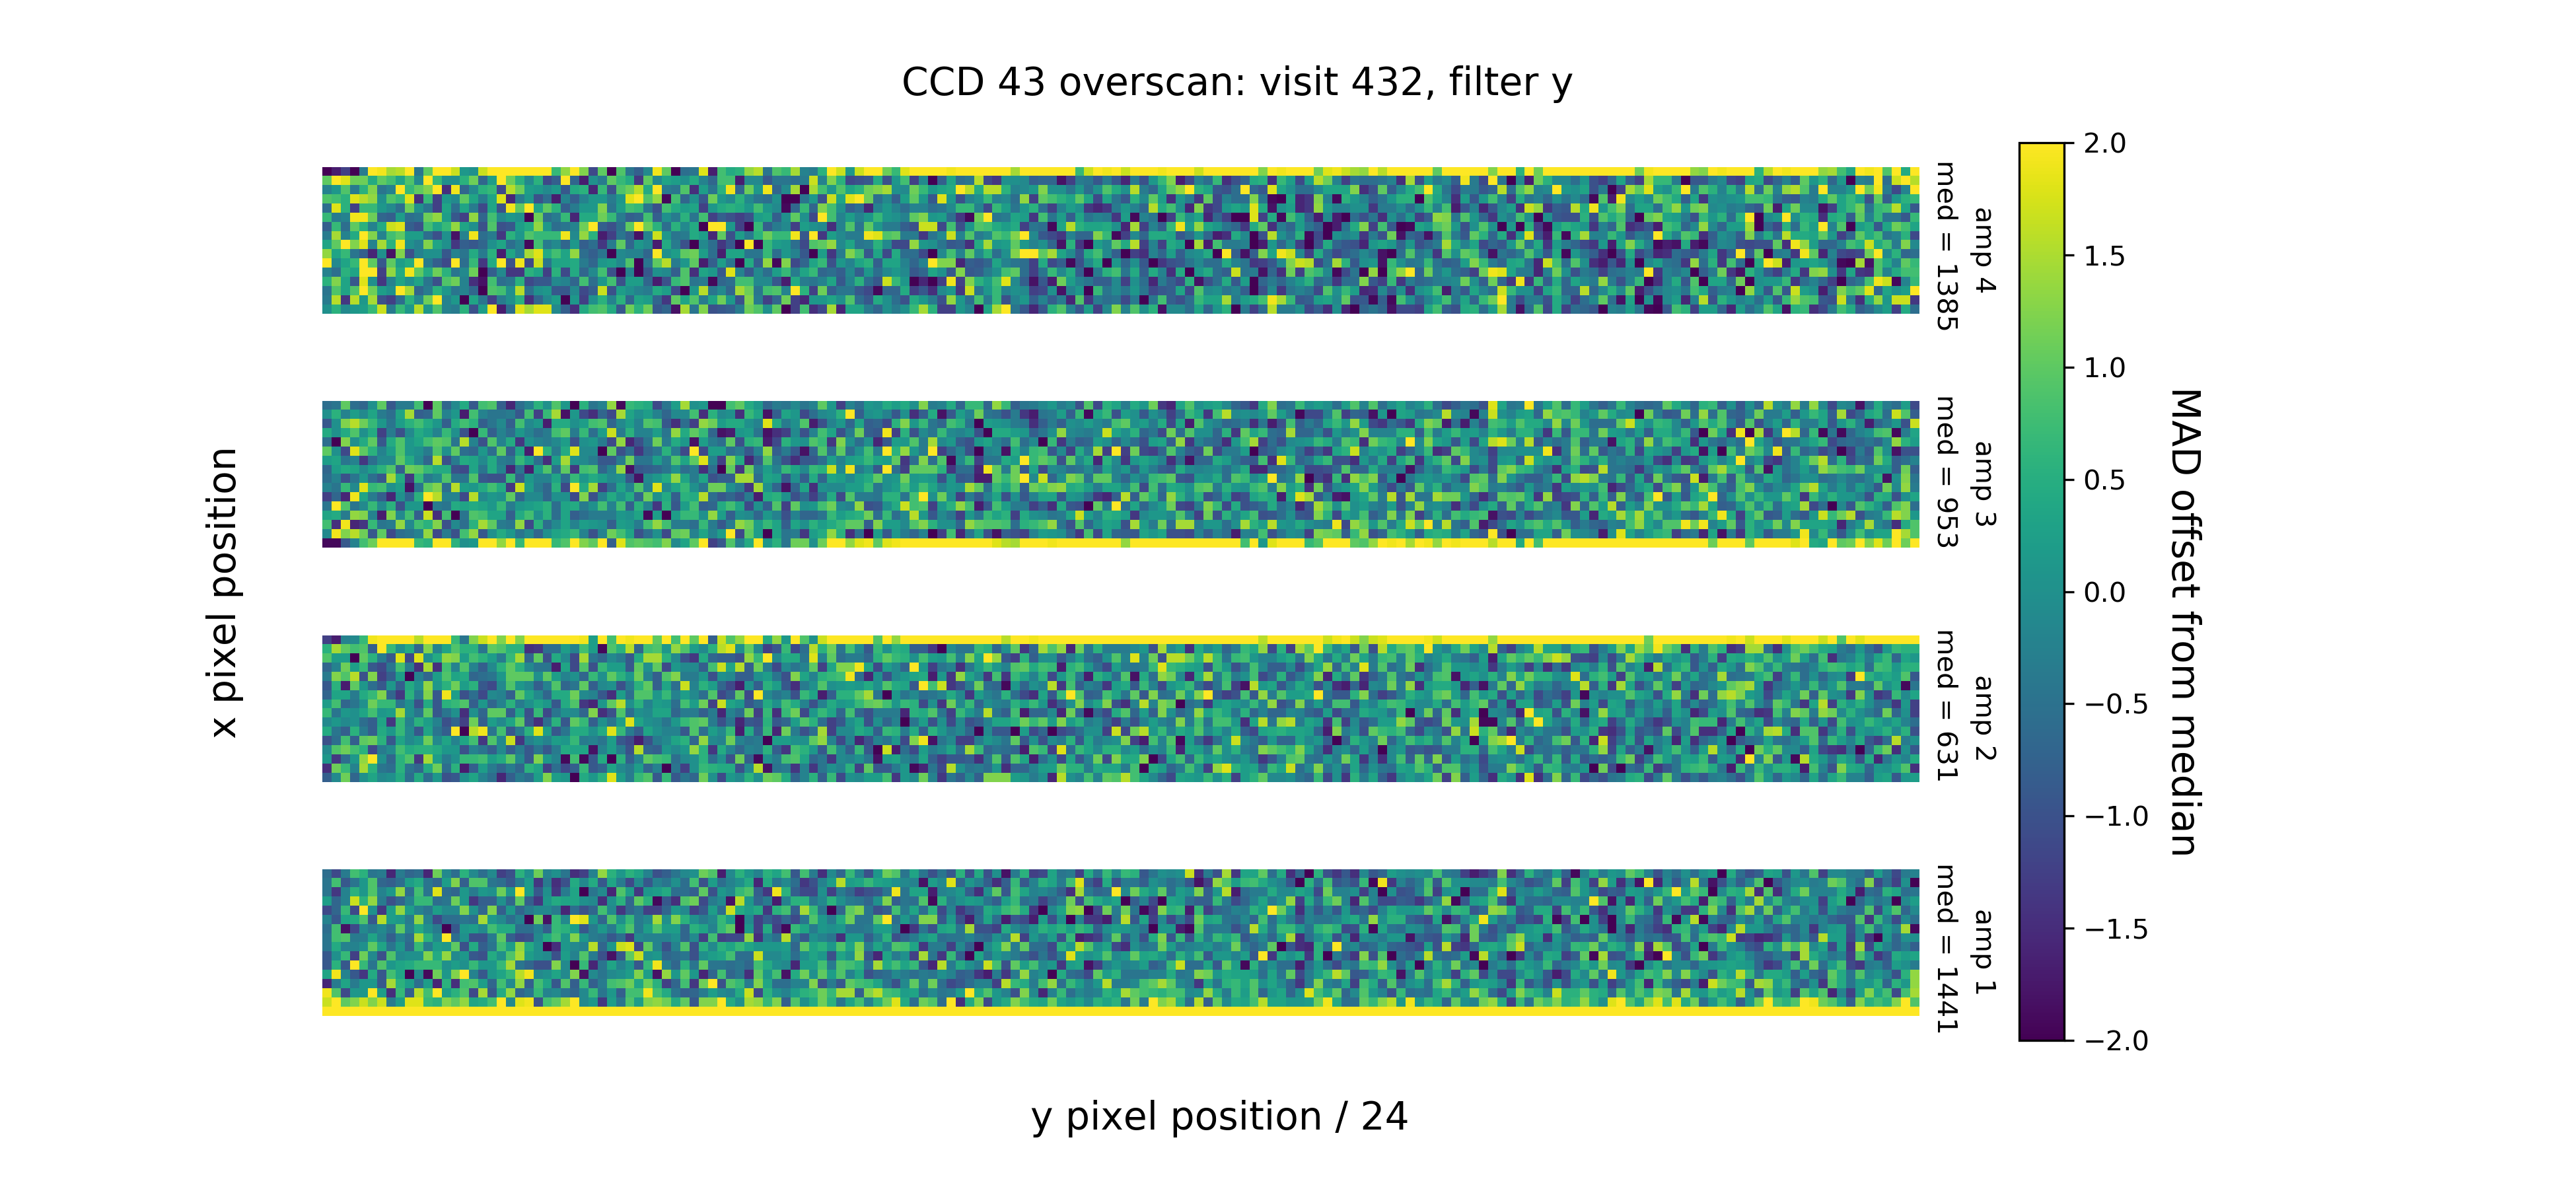 CCD 43 overscan: visit 432, filter y
x pixel position
amp 4
med = 1385
amp 3
med = 953
amp 2
med = 631
amp 1
med = 1441
2.0
1.5
1.0
0.5
0.0
−0.5
−1.0
−1.5
−2.0
MAD offset from median
y pixel position / 24